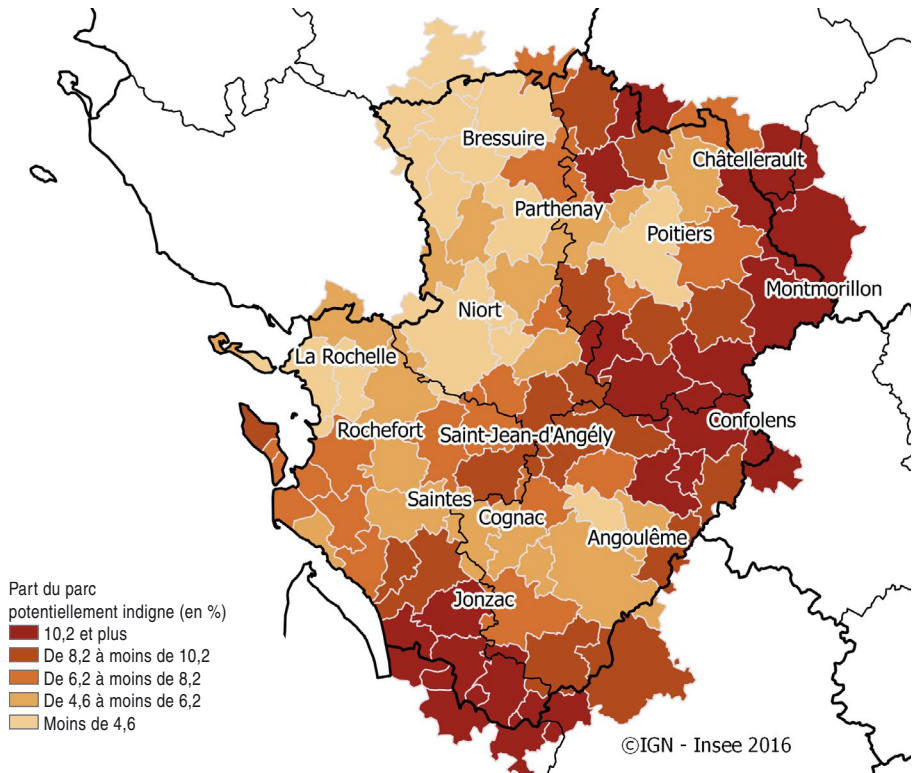 Bressuire
Châtellerault
Parthenay
Poitiers
Montmorillon
Niort
La Rochelle
Confolens
Rochefort
Saint-Jean-d'Angély
Saintes
Cognac
Angoulême
Jonzac
Part du parc
potentiellement indigne (en %)
10,2 et plus
De 8,2 à moins de 10,2
De 6,2 à moins de 8,2
De 4,6 à moins de 6,2
Moins de 4,6
©IGN - Insee 2016